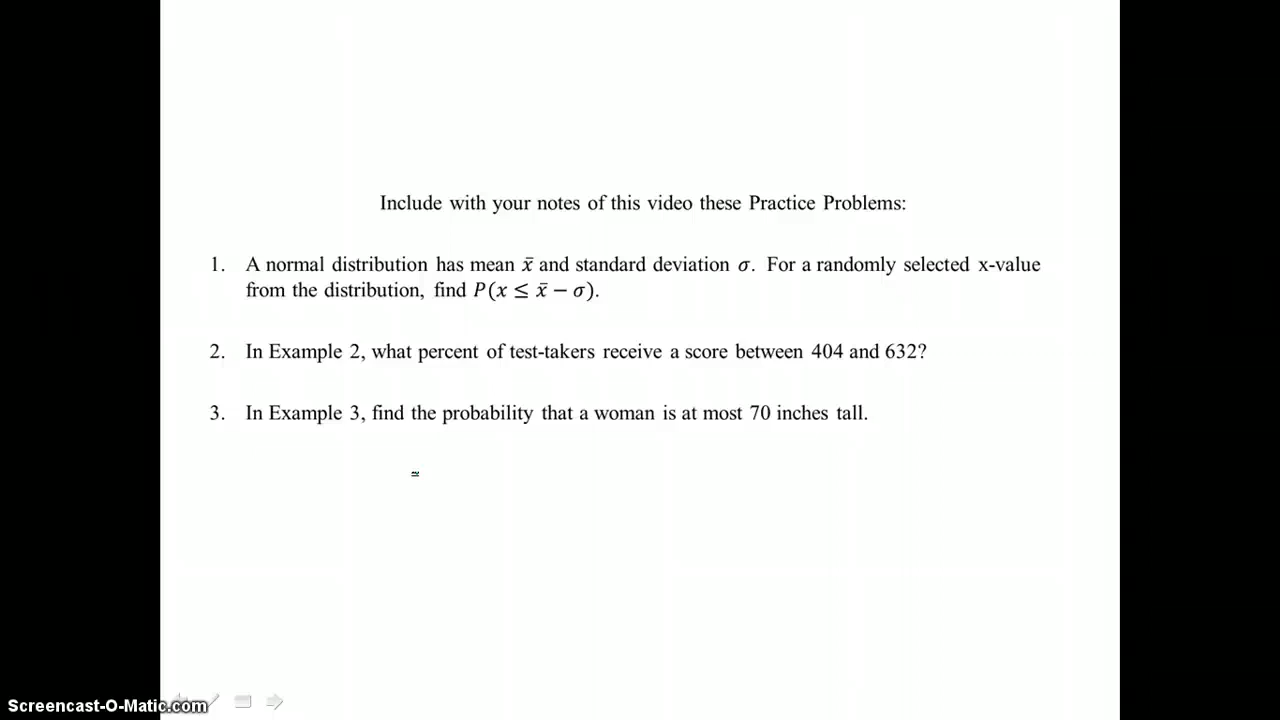 Include with your notes of this video these Practice Problems:
1. A normal distribution has mean x̄ and standard deviation σ. For a randomly selected x-value
from the distribution, find P(x ≤ x̄ − σ).
2. In Example 2, what percent of test-takers receive a score between 404 and 632?
3. In Example 3, find the probability that a woman is at most 70 inches tall.
Screencast-O-Matic.com